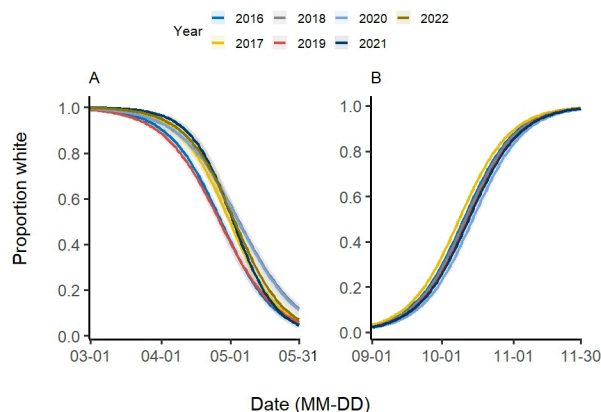 2016 2018 2020 2022
Year
2017 2019 2021
A B
1.0 1.0
0.8 0.8
0.6 0.6
0.4 0.4
0.2 0.2
0.0 0.0
Proportion white
03-01 04-01 05-01 05-31 09-01 10-01 11-01 11-30
Date (MM-DD)